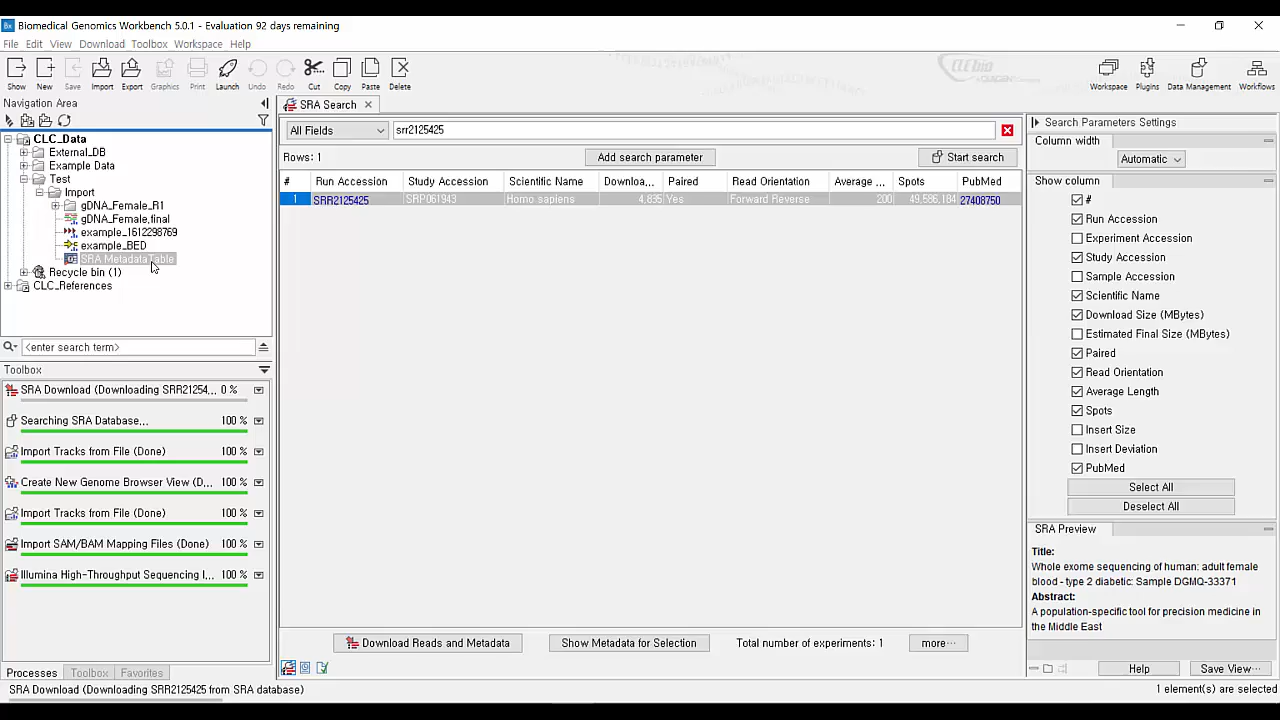 Biomedical Genomics Workbench 5.0.1 - Evaluation 92 days remaining
File Edit View Download Toolbox Workspace Help
Show New Save Import Export Graphics Print Launch Undo Redo Cut Copy Paste Delete
CLC bio
Workspace Plugins Data Management Workflows
Navigation Area
CLC_Data
External_DB
Example Data
Test
Import
gDNA_Female_R1
gDNA_Female,final
example_1612298769
example_BED
SRA MetadataTable
Recycle bin (1)
CLC_References
<enter search term>
Toolbox
SRA Download (Downloading SRR21254... 0 %
Searching SRA Database... 100 %
Import Tracks from File (Done) 100 %
Create New Genome Browser View (D... 100 %
Import Tracks from File (Done) 100 %
Import SAM/BAM Mapping Files (Done) 100 %
Illumina High-Throughput Sequencing I... 100 %
Processes Toolbox Favorites
SRA Download (Downloading SRR2125425 from SRA database)
SRA Search
All Fields srr2125425
Rows: 1 Add search parameter Start search
# Run Accession Study Accession Scientific Name Downloa... Paired Read Orientation Average ... Spots PubMed
1 SRR2125425 SRP061943 Homo sapiens 4,835 Yes Forward Reverse 200 49,586,184 27408750
Download Reads and Metadata Show Metadata for Selection Total number of experiments: 1 more...
Search Parameters Settings
Column width
Automatic
Show column
#
Run Accession
Experiment Accession
Study Accession
Sample Accession
Scientific Name
Download Size (MBytes)
Estimated Final Size (MBytes)
Paired
Read Orientation
Average Length
Spots
Insert Size
Insert Deviation
PubMed
Select All
Deselect All
SRA Preview
Title:
Whole exome sequencing of human: adult female
blood - type 2 diabetic: Sample DGMQ-33371
Abstract:
A population-specific tool for precision medicine in
the Middle East
Help Save View...
1 element(s) are selected